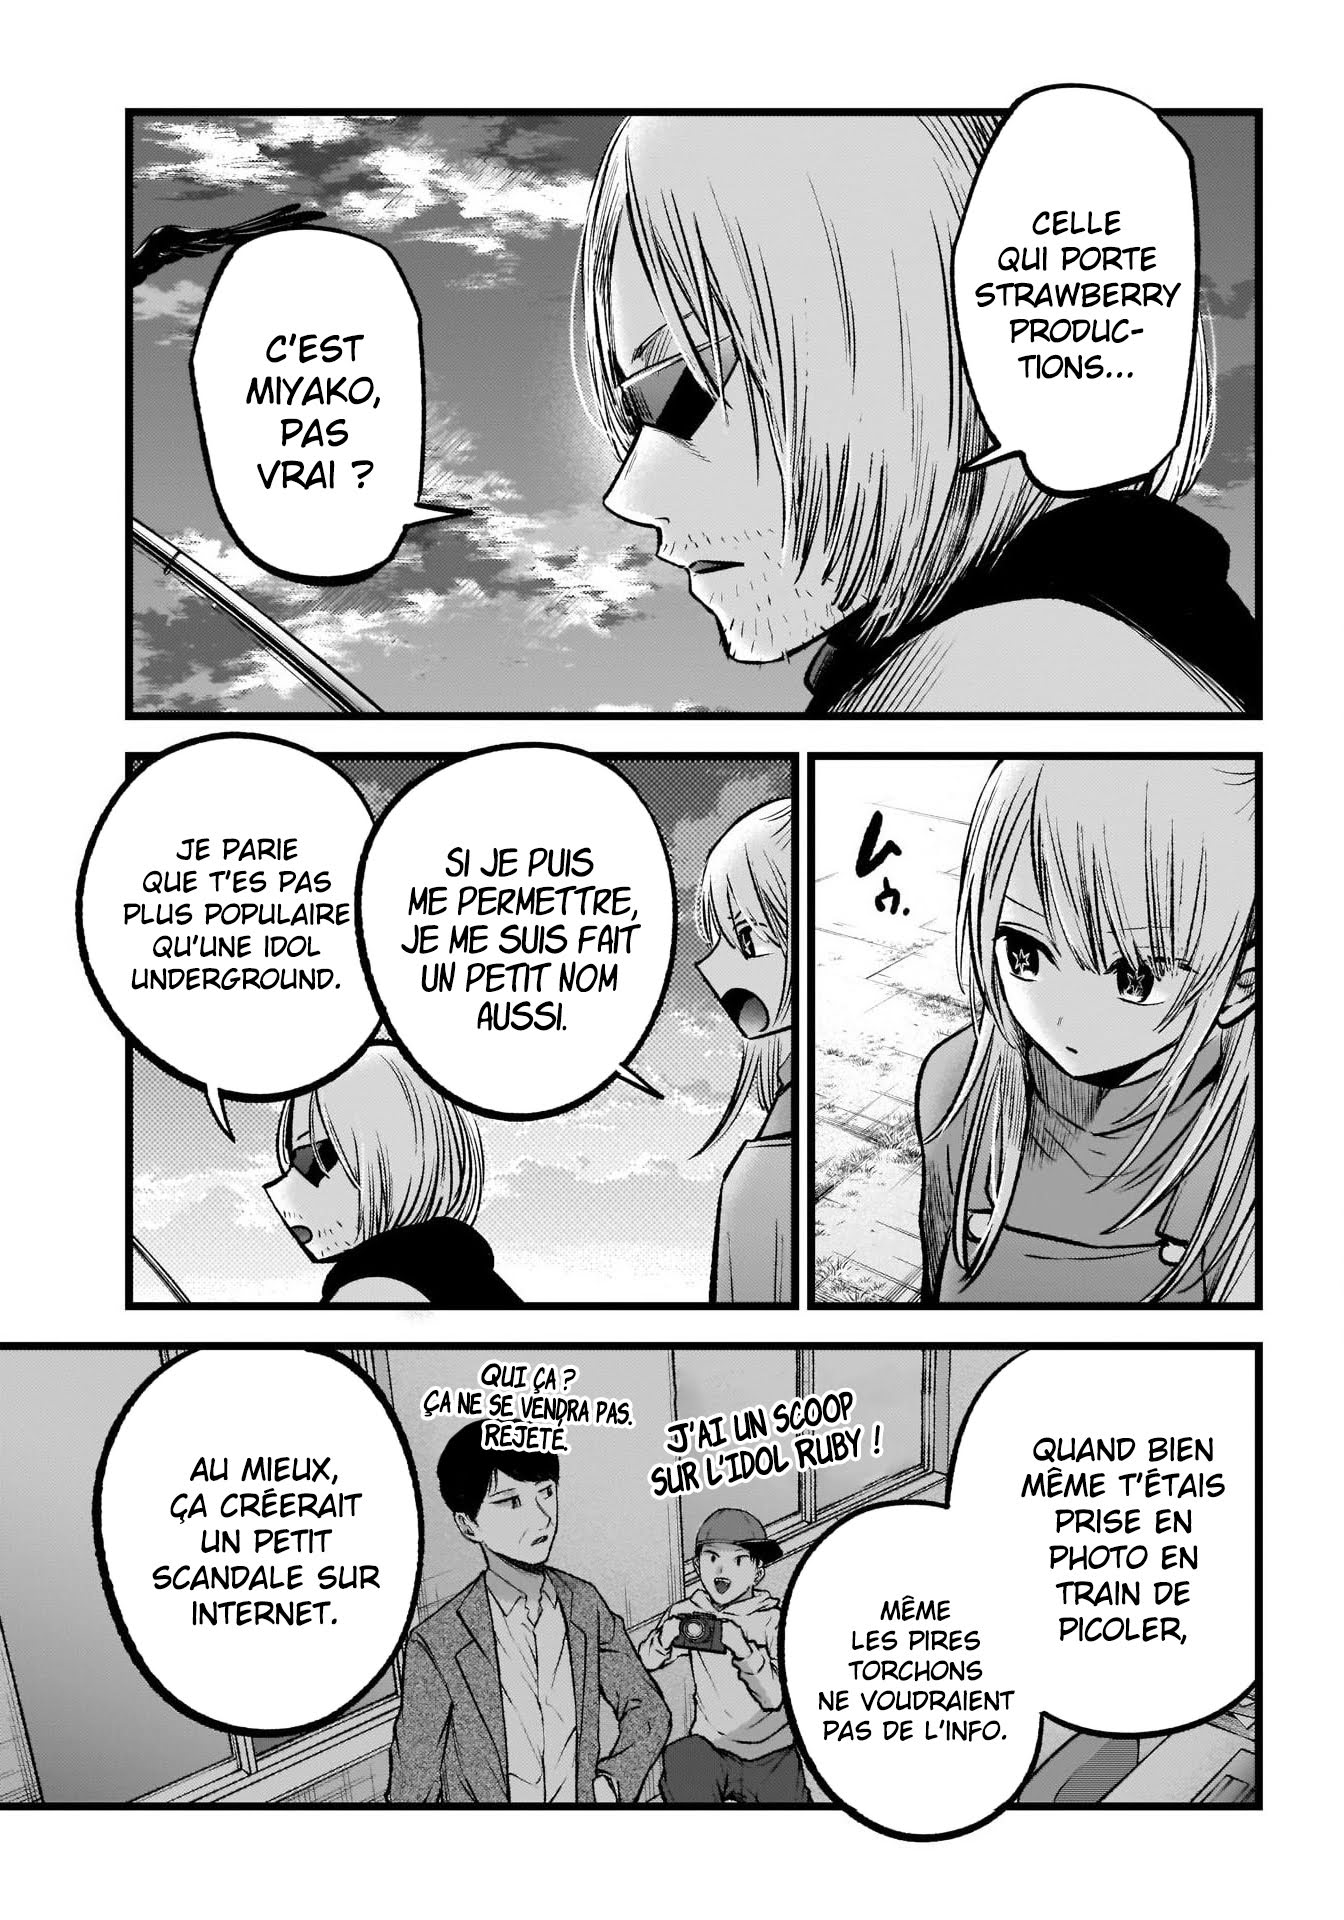 CELLE
QUI PORTE
STRAWBERRY
PRODUC-
TIONS...
C'EST
MIYAKO,
PAS
VRAI ?
ムゥ.
SI JE PUIS
ME PERMETTRE,
JE ME SUIS FAIT
UN PETIT NOM
AUSSI.
JE PARIE
QUE T'ES PAS
PLUS POPULAIRE
QU'UNE IDOL
UNDERGROUND.
QUAND BIEN
MÊME T'ÉTAIS
PRISE EN
PHOTO EN
TRAIN DE
PICOLER,
MÊME
LES PIRES
TORCHONS
NE VOUDRAIENT
PAS DE L'INFO.
J'AI UN SCOOP
SUR L'IDOL RUBY !
QUI ÇA ?
ÇA NE SE VENDRA PAS.
REJETÉ.
AU MIEUX,
ÇA CRÉERAIT
UN PETIT
SCANDALE SUR
INTERNET.